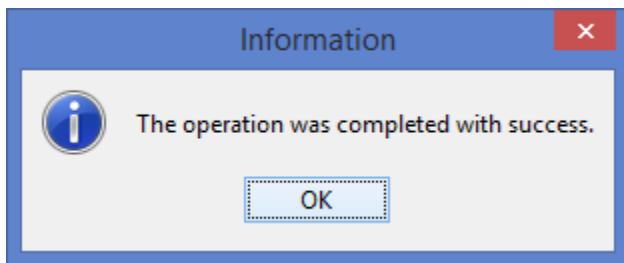 Information
The operation was completed with success.
OK